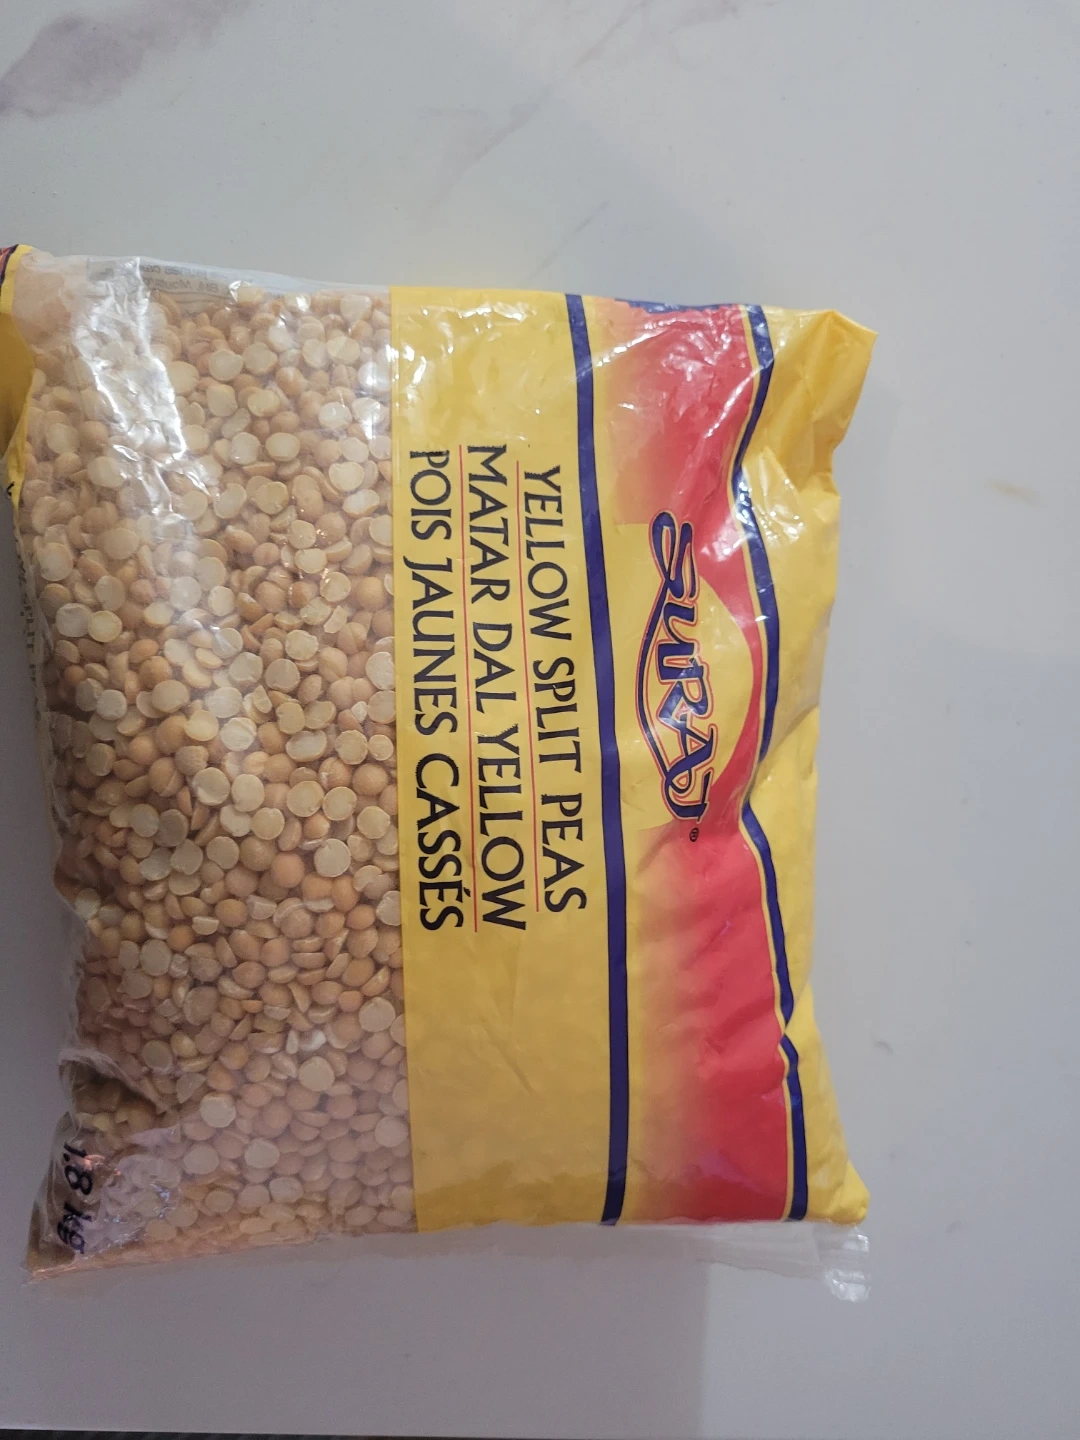 SURAJ®
YELLOW SPLIT PEAS
MATAR DAL YELLOW
POIS JAUNES CASSÉS
1.8 kg